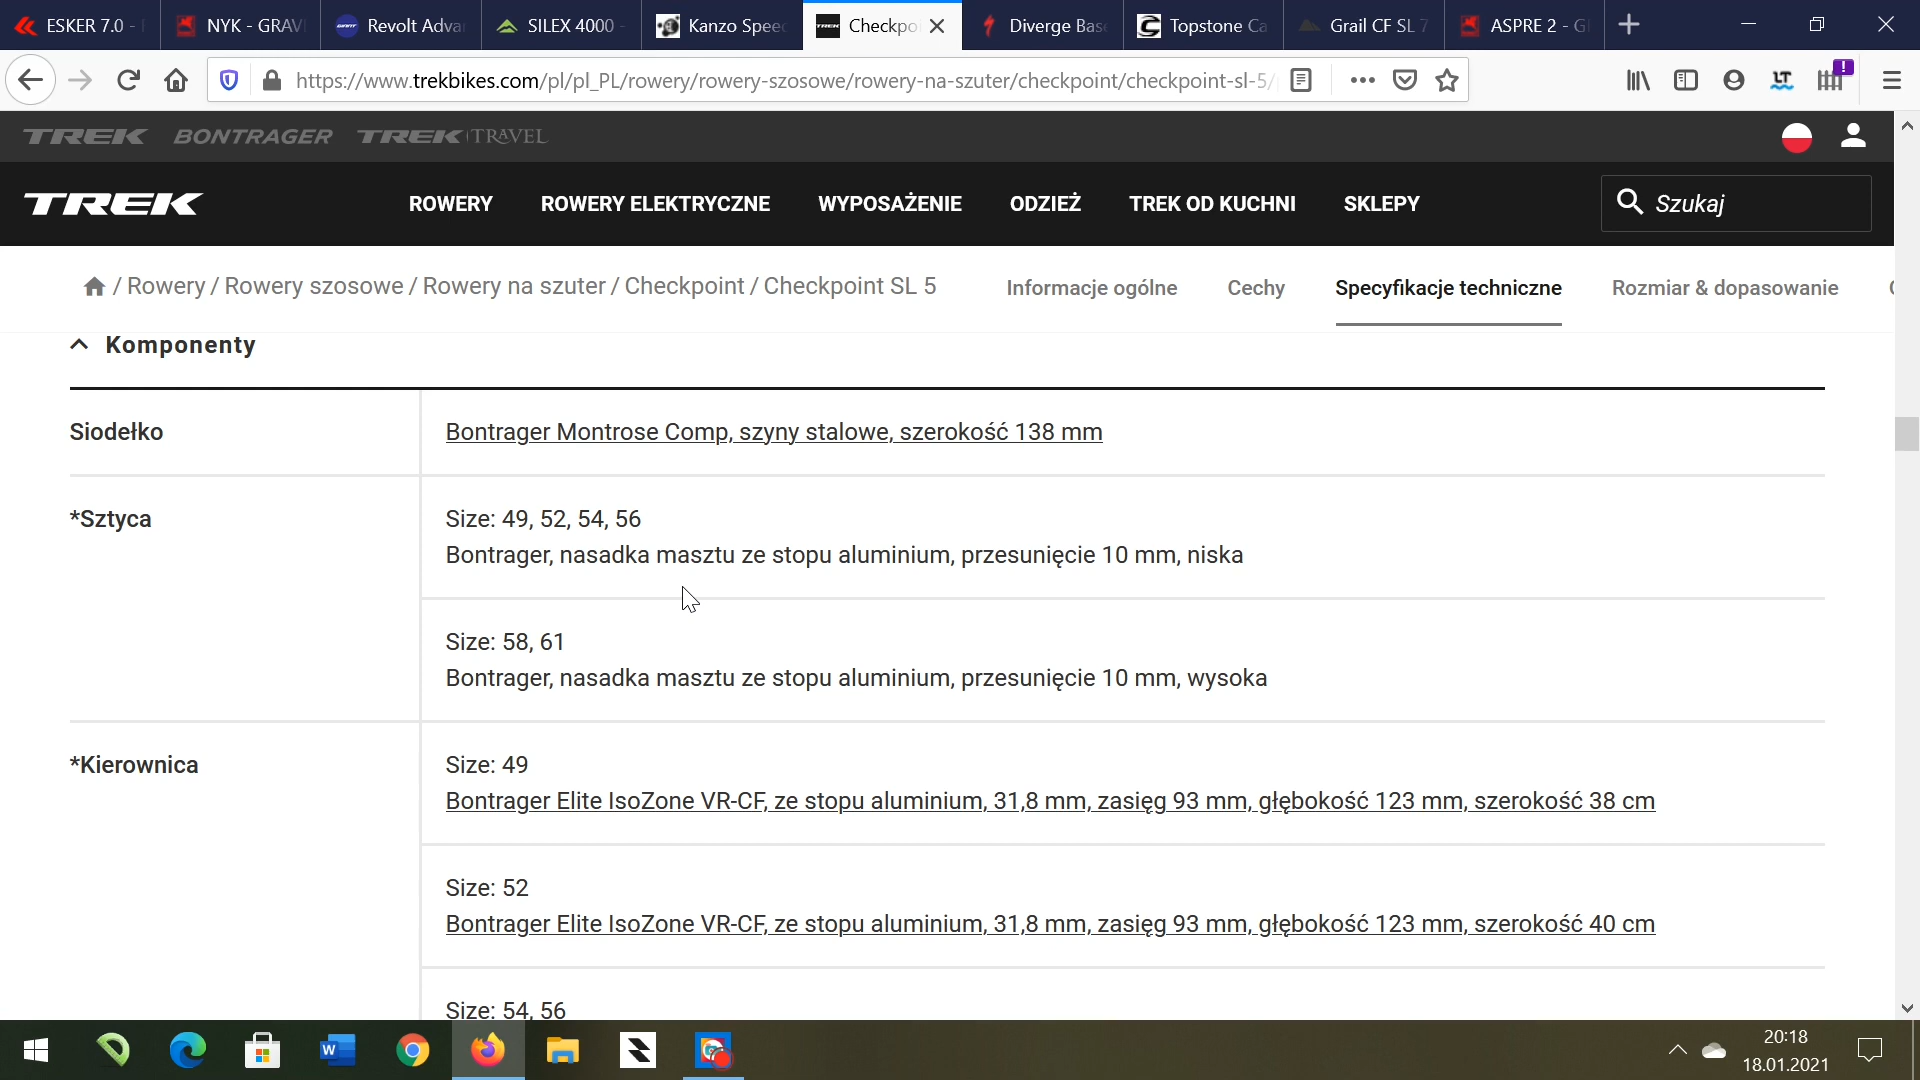 ESKER 7.0 -
NYK - GRAV
Revolt Adva
SILEX 4000 -
Kanzo Spee
Checkpo
Diverge Bas
Topstone Ca
Grail CF SL 7
ASPRE 2 - G
https://www.trekbikes.com/pl/pl_PL/rowery/rowery-szosowe/rowery-na-szuter/checkpoint/checkpoint-sl-5/
TREK BONTRAGER TREK TRAVEL
TREK
ROWERY
ROWERY ELEKTRYCZNE
WYPOSAŻENIE
ODZIEŻ
TREK OD KUCHNI
SKLEPY
Szukaj
/ Rowery / Rowery szosowe / Rowery na szuter / Checkpoint / Checkpoint SL 5
Informacje ogólne
Cechy
Specyfikacje techniczne
Rozmiar & dopasowanie
Komponenty
Siodełko
Bontrager Montrose Comp, szyny stalowe, szerokość 138 mm
*Sztyca
Size: 49, 52, 54, 56
Bontrager, nasadka masztu ze stopu aluminium, przesunięcie 10 mm, niska
Size: 58, 61
Bontrager, nasadka masztu ze stopu aluminium, przesunięcie 10 mm, wysoka
*Kierownica
Size: 49
Bontrager Elite IsoZone VR-CF, ze stopu aluminium, 31,8 mm, zasięg 93 mm, głębokość 123 mm, szerokość 38 cm
Size: 52
Bontrager Elite IsoZone VR-CF, ze stopu aluminium, 31,8 mm, zasięg 93 mm, głębokość 123 mm, szerokość 40 cm
Size: 54, 56
20:18
18.01.2021